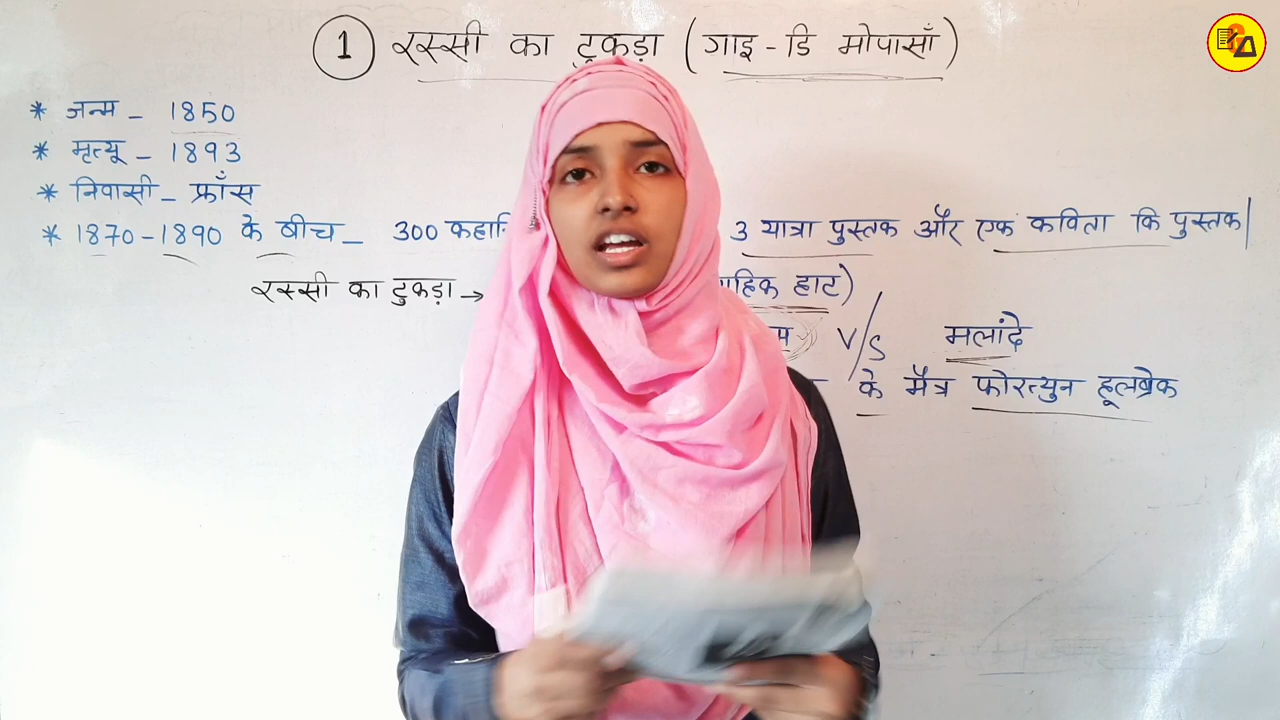 1 रस्सी का टुकड़ा (गाइ - डि मोपासाँ)
* जन्म - 1850
* मृत्यू - 1893
* निवासी - फ्राँस
* 1870-1890 के बीच - 300 3 यात्रा पुस्तक और एक कविता कि पुस्तक|
रस्सी का टुकड़ा → हाट)
V/S मलांदे
के मैत्र फोरत्युन हूलब्रेक